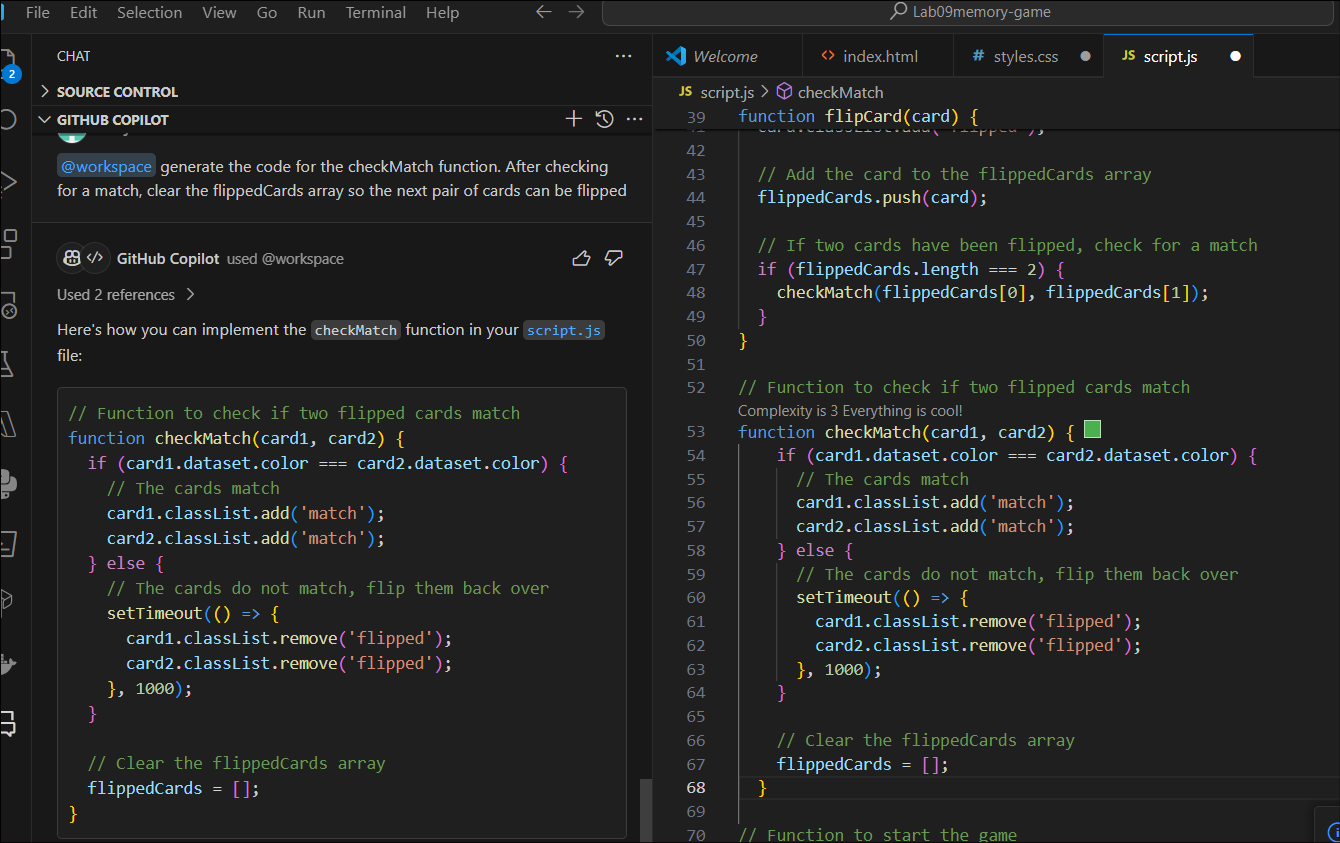 File Edit Selection View Go Run Terminal Help
Lab09memory-game
2
CHAT
SOURCE CONTROL
GITHUB COPILOT
@workspace generate the code for the checkMatch function. After checking
for a match, clear the flippedCards array so the next pair of cards can be flipped
GitHub Copilot used @workspace
Used 2 references
Here's how you can implement the checkMatch function in your script.js
file:
// Function to check if two flipped cards match
function checkMatch(card1, card2) {
  if (card1.dataset.color === card2.dataset.color) {
    // The cards match
    card1.classList.add('match');
    card2.classList.add('match');
  } else {
    // The cards do not match, flip them back over
    setTimeout(() => {
      card1.classList.remove('flipped');
      card2.classList.remove('flipped');
    }, 1000);
  }

  // Clear the flippedCards array
  flippedCards = [];
}
Welcome
index.html
# styles.css
JS script.js
JS script.js > checkMatch
39 function flipCard(card) {
41 card.classList.add('flipped');
42
43 // Add the card to the flippedCards array
44 flippedCards.push(card);
45
46 // If two cards have been flipped, check for a match
47 if (flippedCards.length === 2) {
48 checkMatch(flippedCards[0], flippedCards[1]);
49 }
50 }
51
52 // Function to check if two flipped cards match
Complexity is 3 Everything is cool!
53 function checkMatch(card1, card2) {
54 if (card1.dataset.color === card2.dataset.color) {
55 // The cards match
56 card1.classList.add('match');
57 card2.classList.add('match');
58 } else {
59 // The cards do not match, flip them back over
60 setTimeout(() => {
61 card1.classList.remove('flipped');
62 card2.classList.remove('flipped');
63 }, 1000);
64 }
65
66 // Clear the flippedCards array
67 flippedCards = [];
68 }
69
70 // Function to start the game